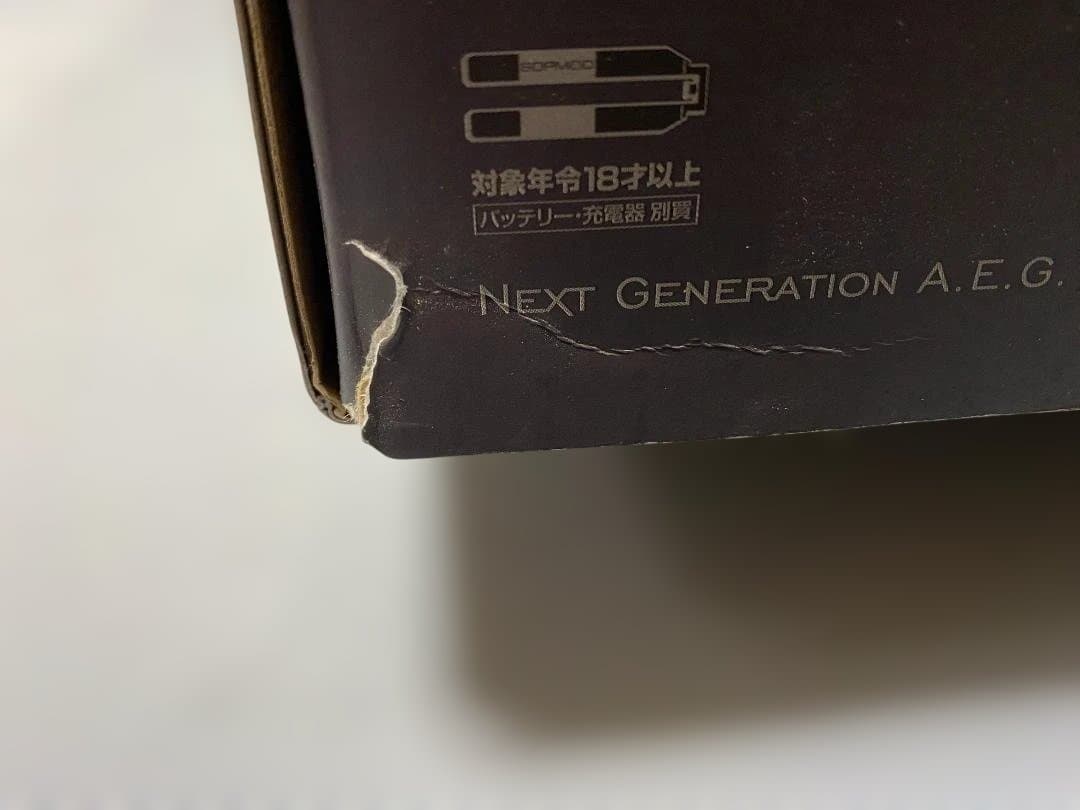 SOPMOD
対象年令18才以上
バッテリー・充電器 別買
NEXT GENERATION A.E.G.